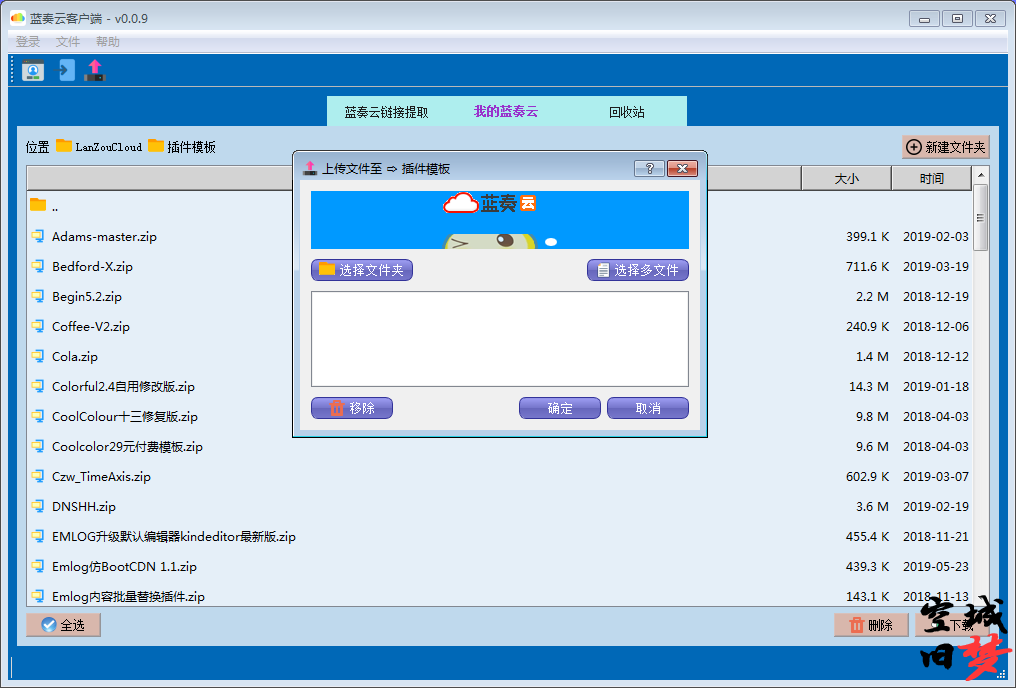 蓝奏云客户端 - v0.0.9
登录 文件 帮助
蓝奏云链接提取 我的蓝奏云 回收站
位置 LanZouCloud 插件模板 新建文件夹
大小 时间
..
Adams-master.zip 399.1 K 2019-02-03
Bedford-X.zip 711.6 K 2019-03-19
Begin5.2.zip 2.2 M 2018-12-19
Coffee-V2.zip 240.9 K 2018-12-06
Cola.zip 1.4 M 2018-12-12
Colorful2.4自用修改版.zip 14.3 M 2019-01-18
CoolColour十三修复版.zip 9.8 M 2018-04-03
Coolcolor29元付费模板.zip 9.6 M 2018-04-03
Czw_TimeAxis.zip 602.9 K 2019-03-07
DNSHH.zip 3.6 M 2019-02-19
EMLOG升级默认编辑器kindeditor最新版.zip 455.4 K 2018-11-21
Emlog仿BootCDN 1.1.zip 439.3 K 2019-05-23
Emlog内容批量替换插件.zip 143.1 K 2018-11-13
全选 删除 下载
上传文件至 ⇨ 插件模板 ?
蓝奏云
选择文件夹 选择多文件
移除 确定 取消
空城
旧梦